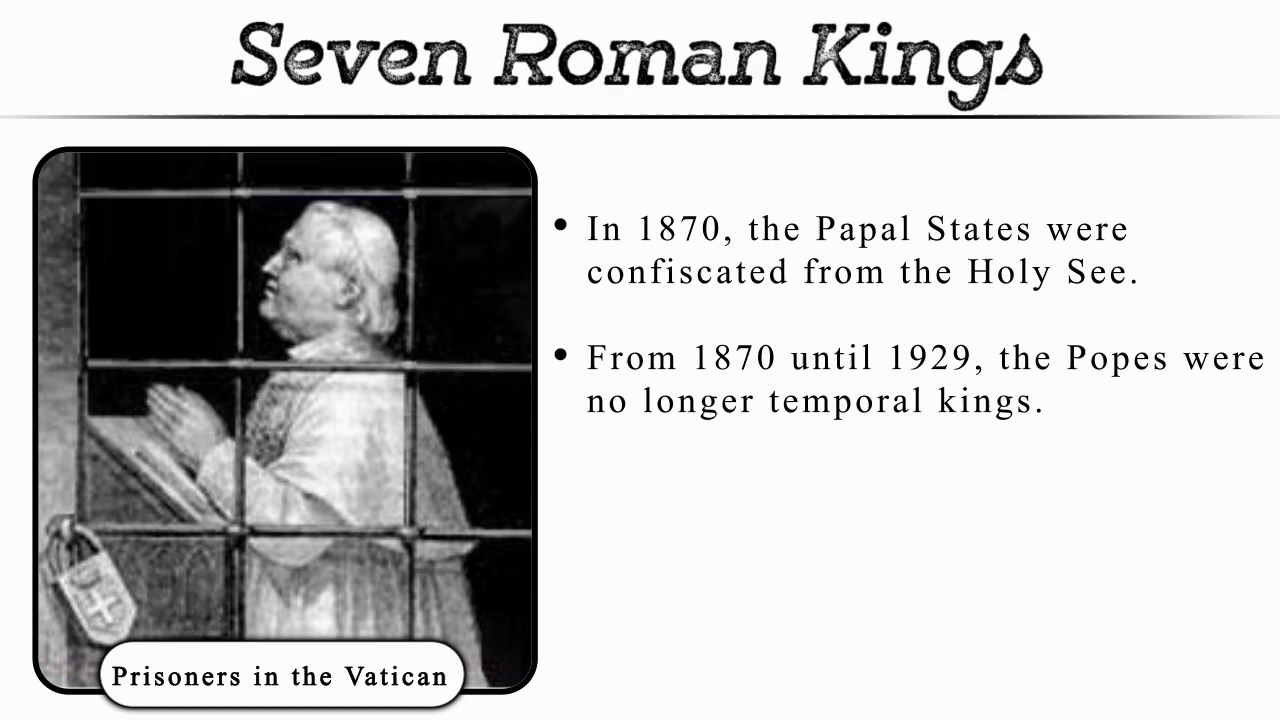 Seven Roman Kings
• In 1870, the Papal States were
confiscated from the Holy See.
• From 1870 until 1929, the Popes were
no longer temporal kings.
Prisoners in the Vatican